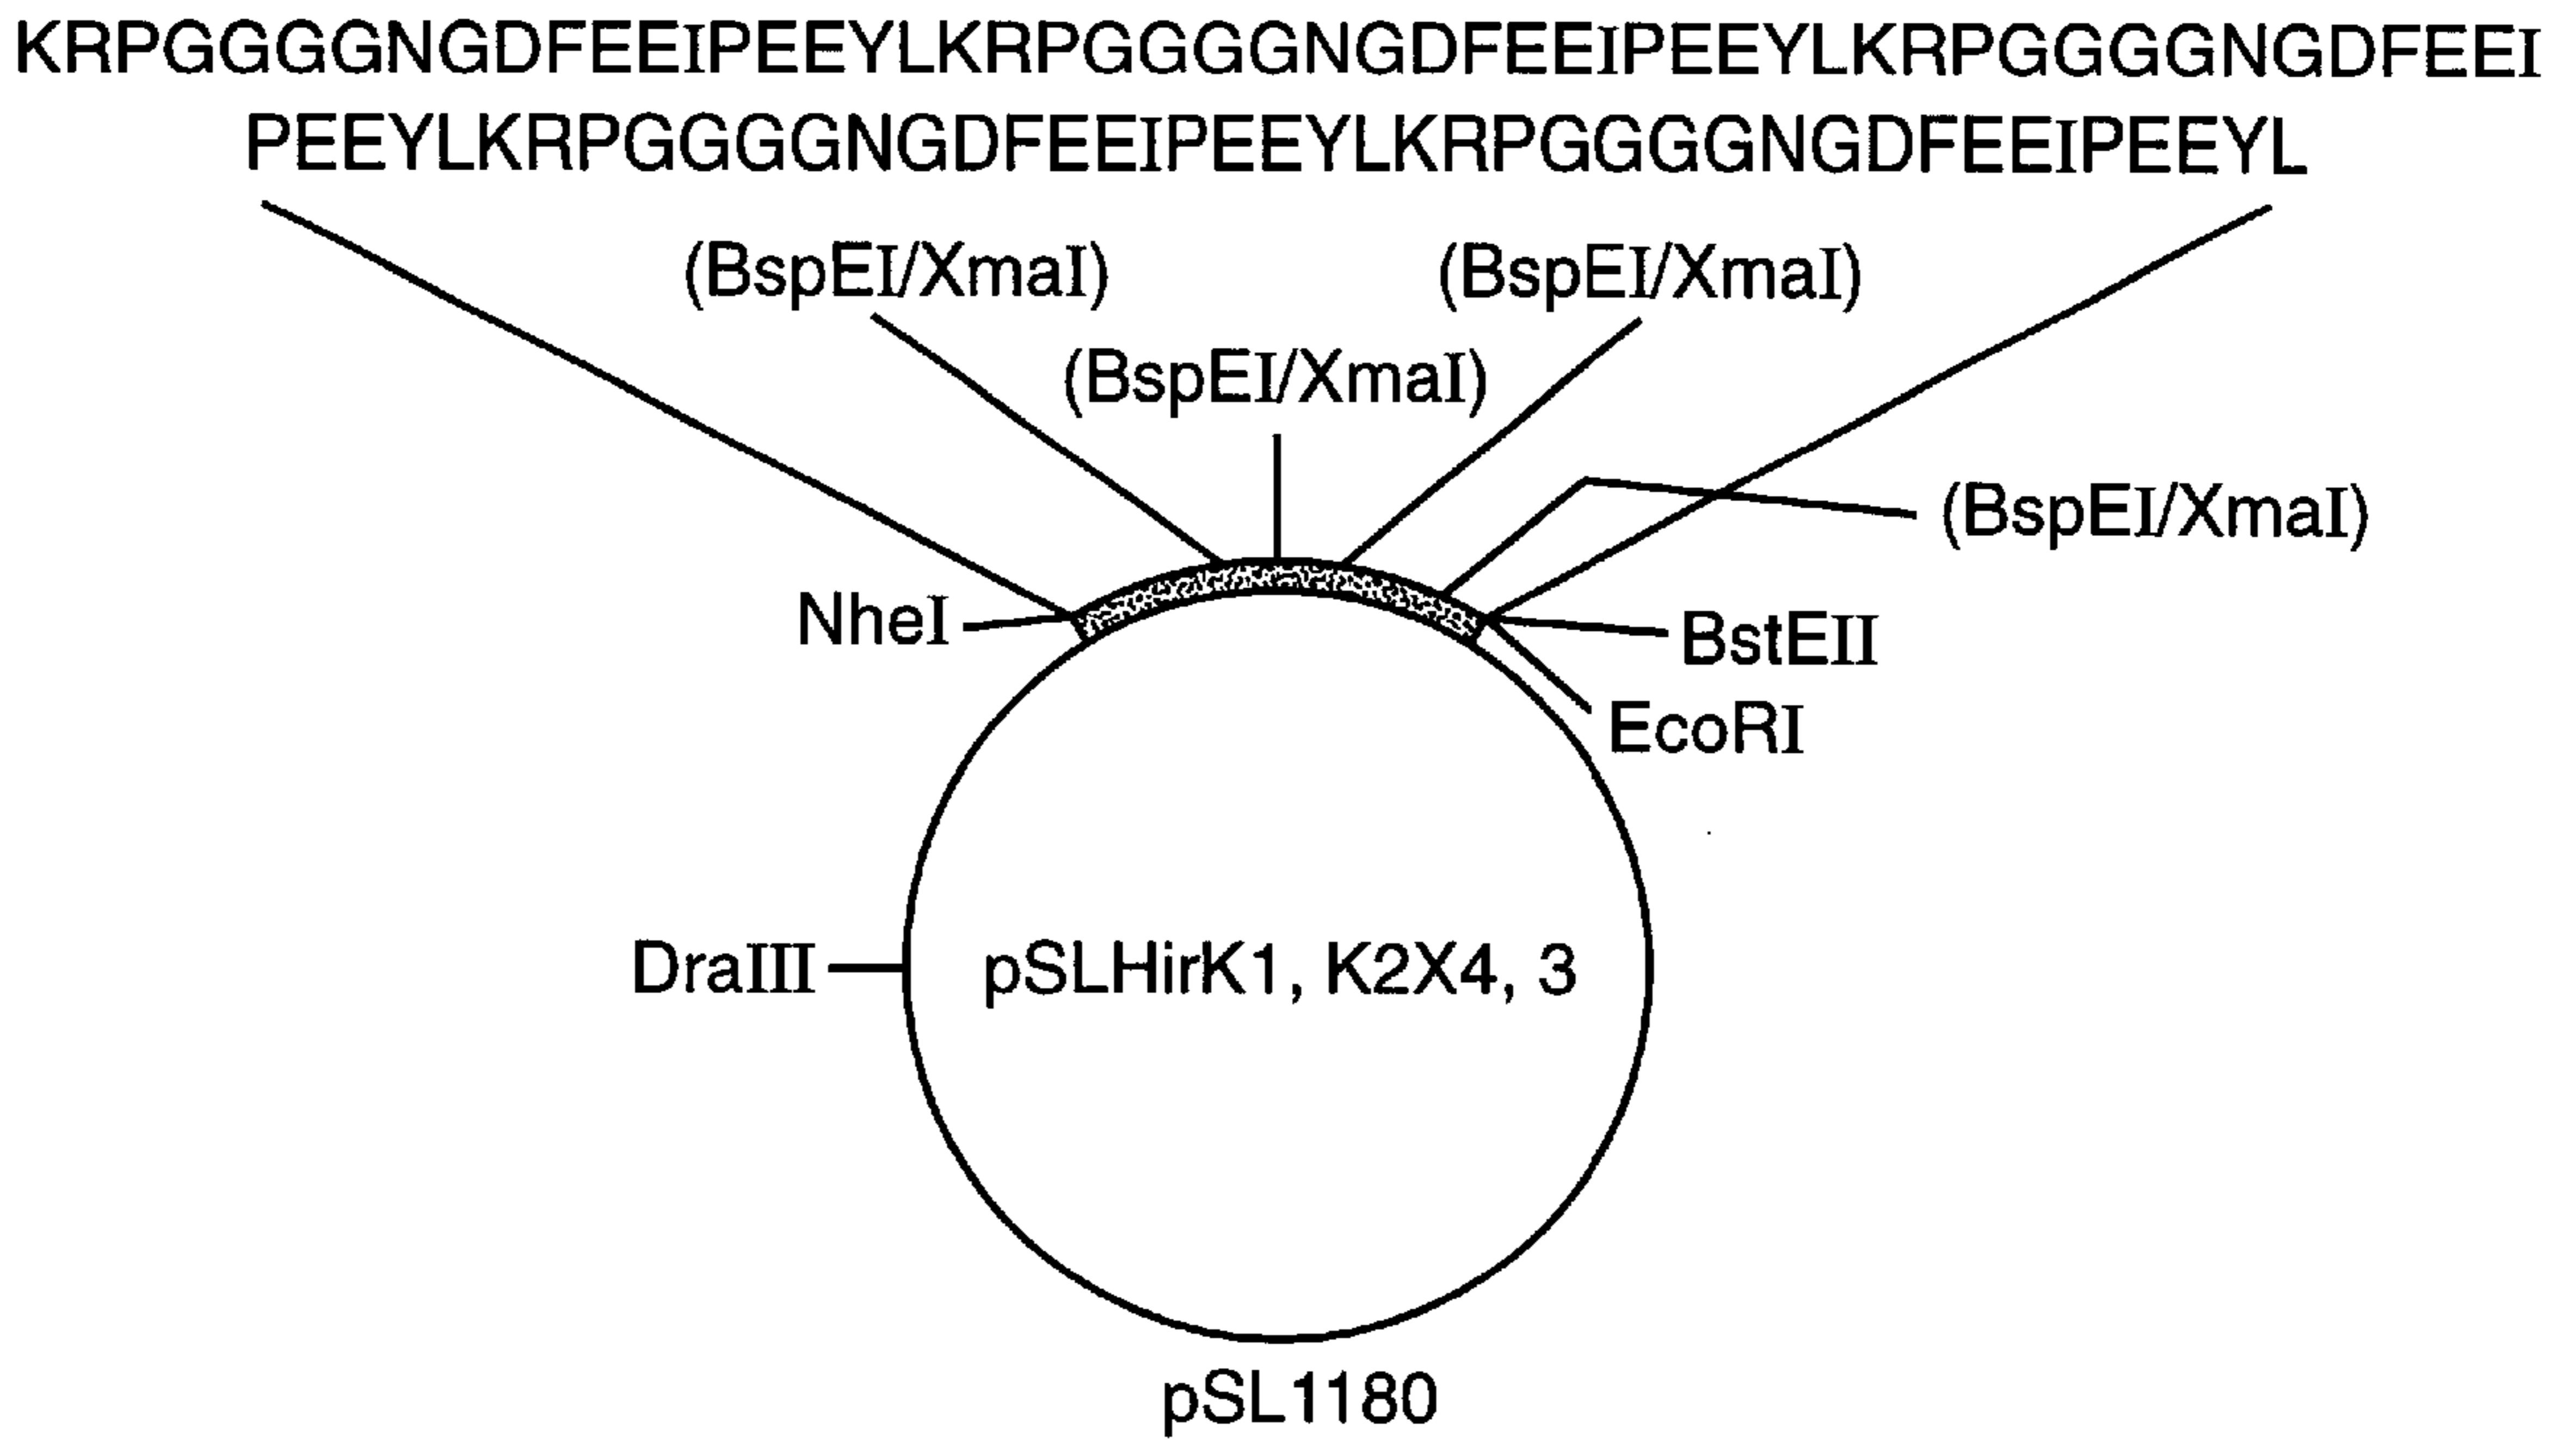 KRPGGGGNGDFEEIPEEYLKRPGGGGNGDFEEIPEEYLKRPGGGGNGDFEEI
PEEYLKRPGGGGNGDFEEIPEEYLKRPGGGGNGDFEEIPEEYL
(BspEI/XmaI)
(BspEI/XmaI)
(BspEI/XmaI)
(BspEI/XmaI)
NheI
BstEII
EcoRI
DraIII
pSLHirK1, K2X4, 3
pSL1180